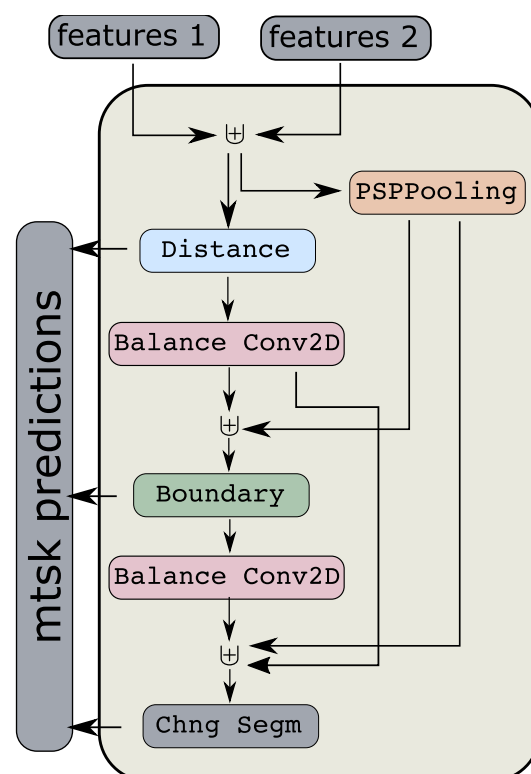 features 1
features 2
⊎
PSPPooling
Distance
Balance Conv2D
⊎
Boundary
Balance Conv2D
⊎
Chng Segm
mtsk predictions